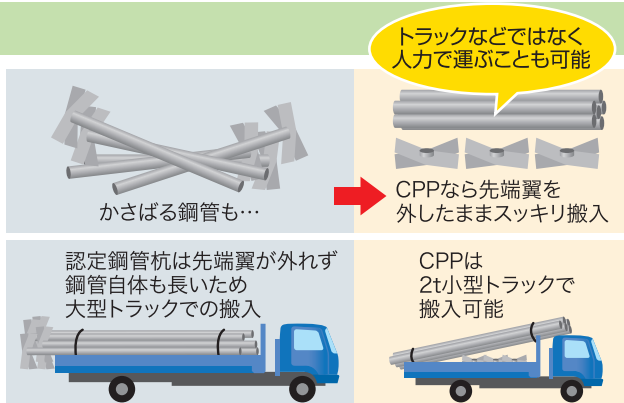 トラックなどではなく
人力で運ぶことも可能
かさばる鋼管も…
CPPなら先端翼を
外したままスッキリ搬入
認定鋼管杭は先端翼が外れず
鋼管自体も長いため
大型トラックでの搬入
CPPは
2t小型トラックで
搬入可能